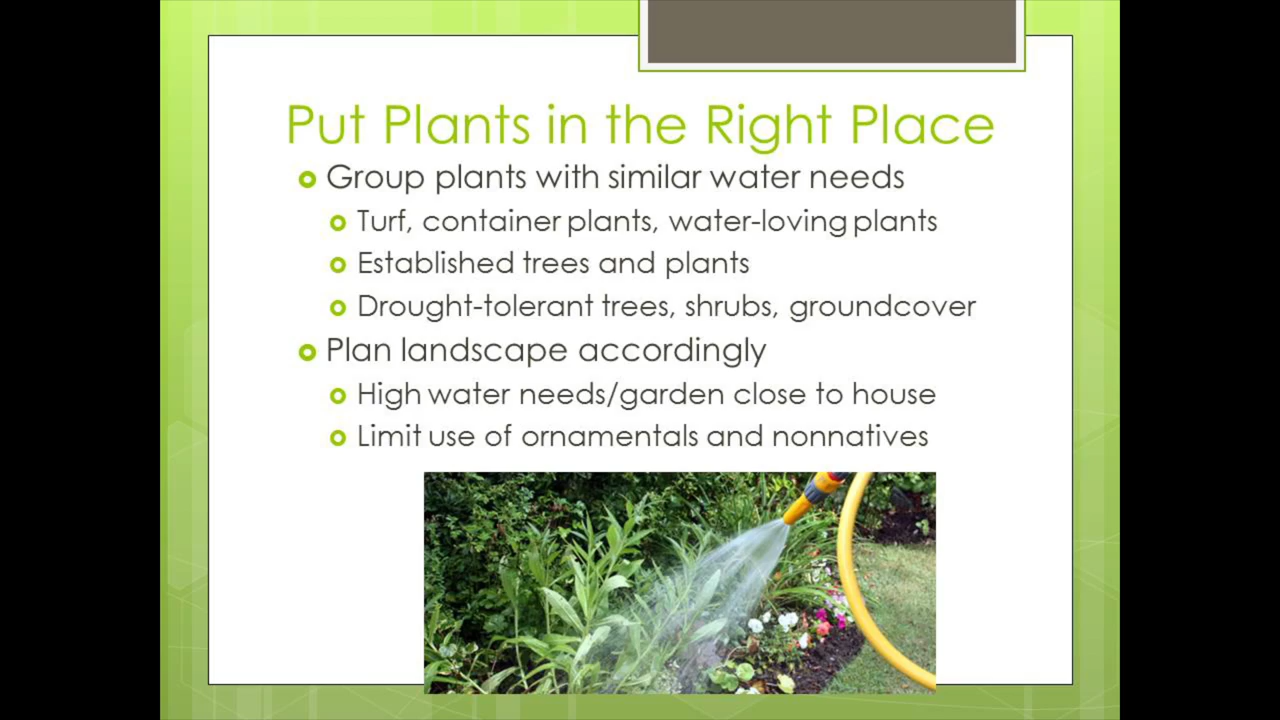 Put Plants in the Right Place
Group plants with similar water needs
Turf, container plants, water-loving plants
Established trees and plants
Drought-tolerant trees, shrubs, groundcover
Plan landscape accordingly
High water needs/garden close to house
Limit use of ornamentals and nonnatives